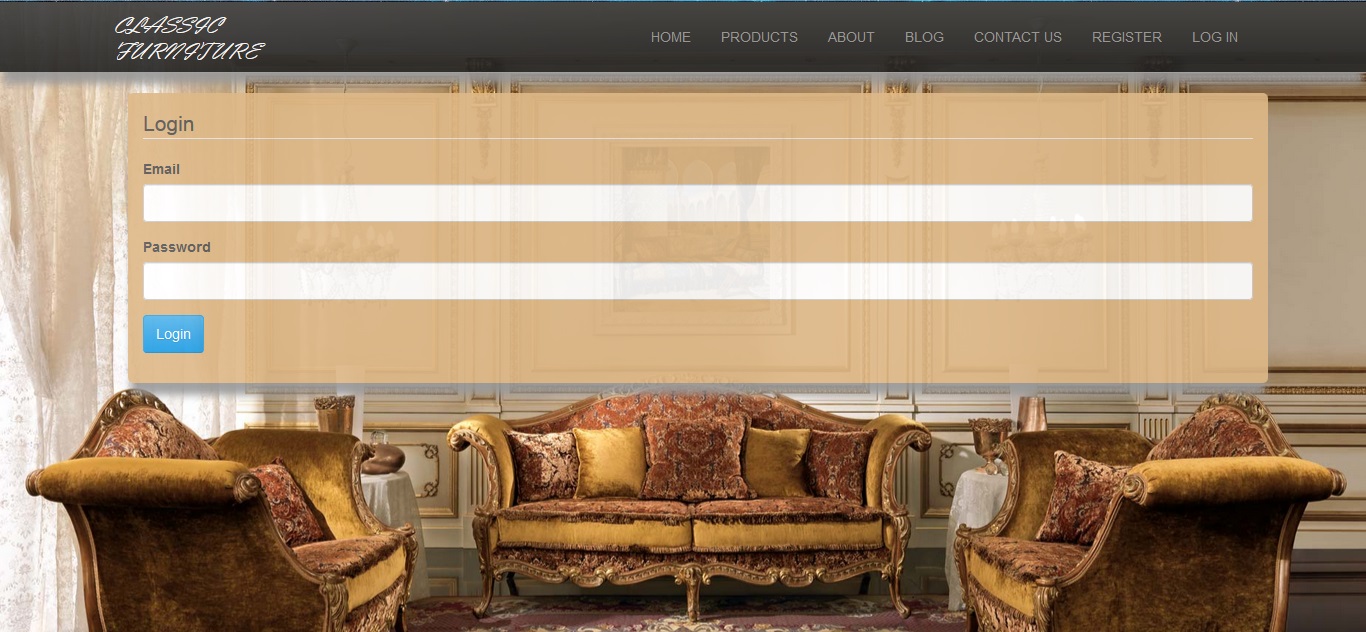 CLASSIC
FURNITURE
HOME PRODUCTS ABOUT BLOG CONTACT US REGISTER LOG IN
Login
Email
Password
Login